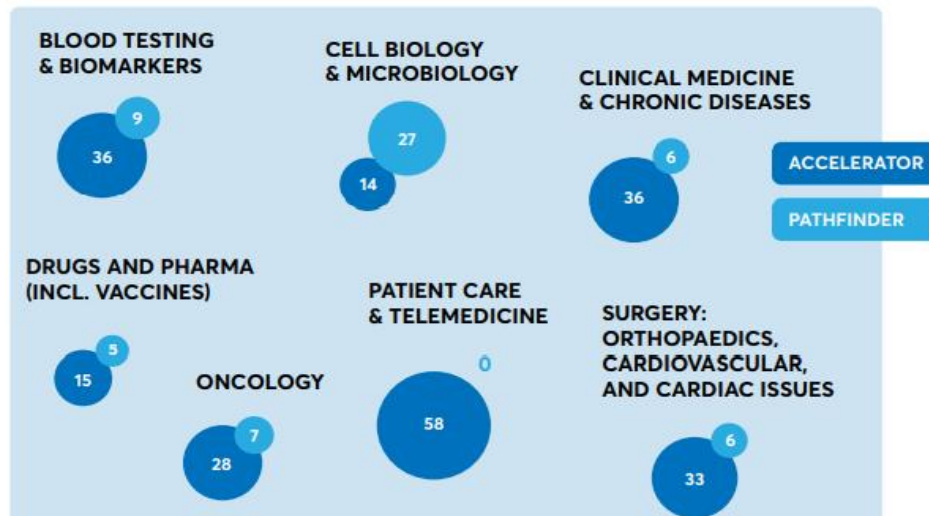 BLOOD TESTING
& BIOMARKERS
9
36
CELL BIOLOGY
& MICROBIOLOGY
27
14
CLINICAL MEDICINE
& CHRONIC DISEASES
6
36
ACCELERATOR
PATHFINDER
DRUGS AND PHARMA
(INCL. VACCINES)
5
15
ONCOLOGY
7
28
PATIENT CARE
& TELEMEDICINE
0
58
SURGERY:
ORTHOPAEDICS,
CARDIOVASCULAR,
AND CARDIAC ISSUES
6
33